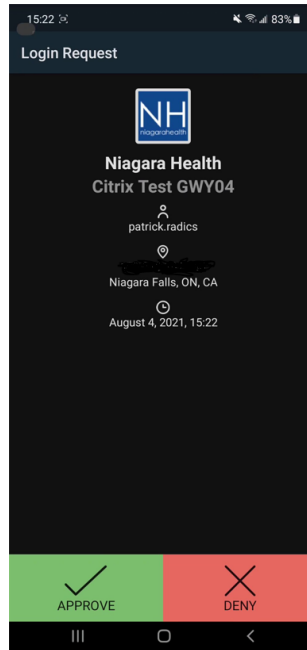 15:22 83%
Login Request
NH
niagarahealth
Niagara Health
Citrix Test GWY04
patrick.radics
Niagara Falls, ON, CA
August 4, 2021, 15:22
APPROVE DENY